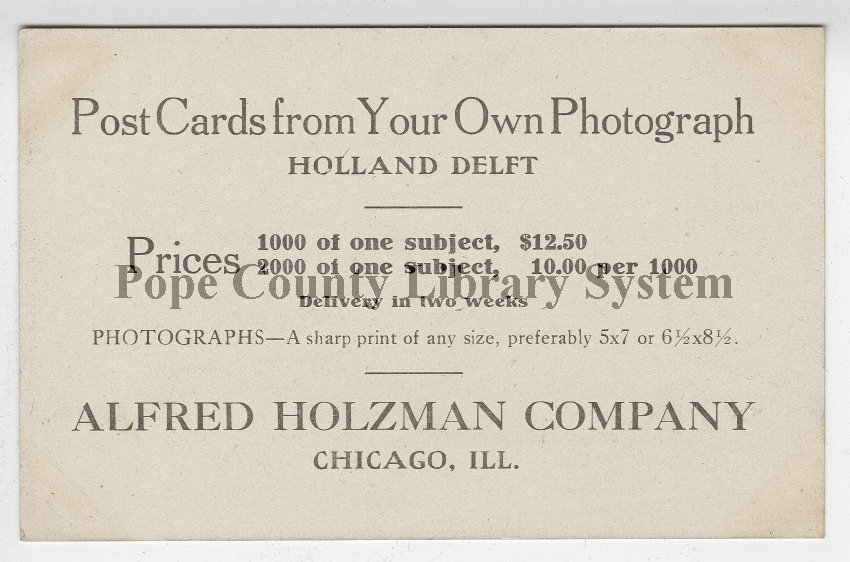 Post Cards from Your Own Photograph
HOLLAND DELFT
Prices
1000 of one subject, $12.50
2000 of one subject, 10.00 per 1000
Pope County Library System
Delivery in two weeks
PHOTOGRAPHS—A sharp print of any size, preferably 5x7 or 6½x8½.
ALFRED HOLZMAN COMPANY
CHICAGO, ILL.